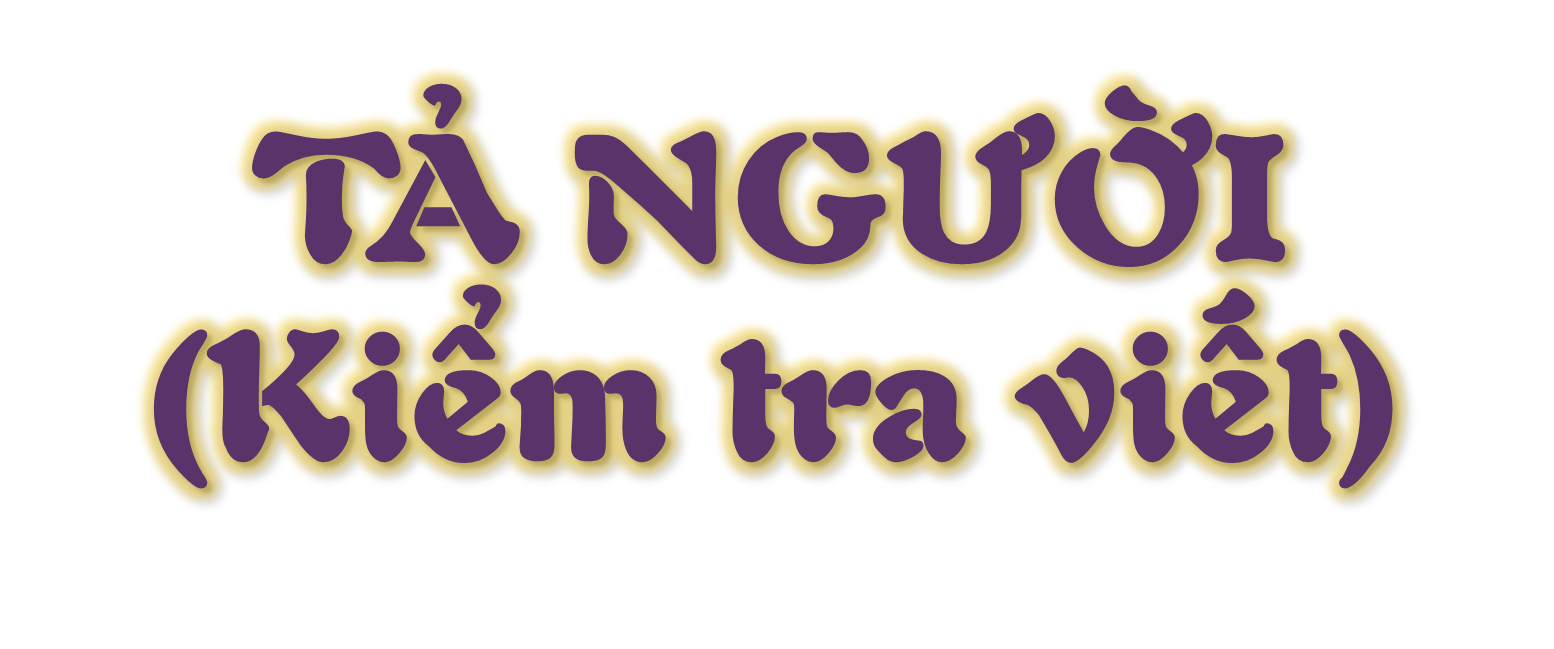 TẢ NGƯỜI
(Kiểm tra viết)